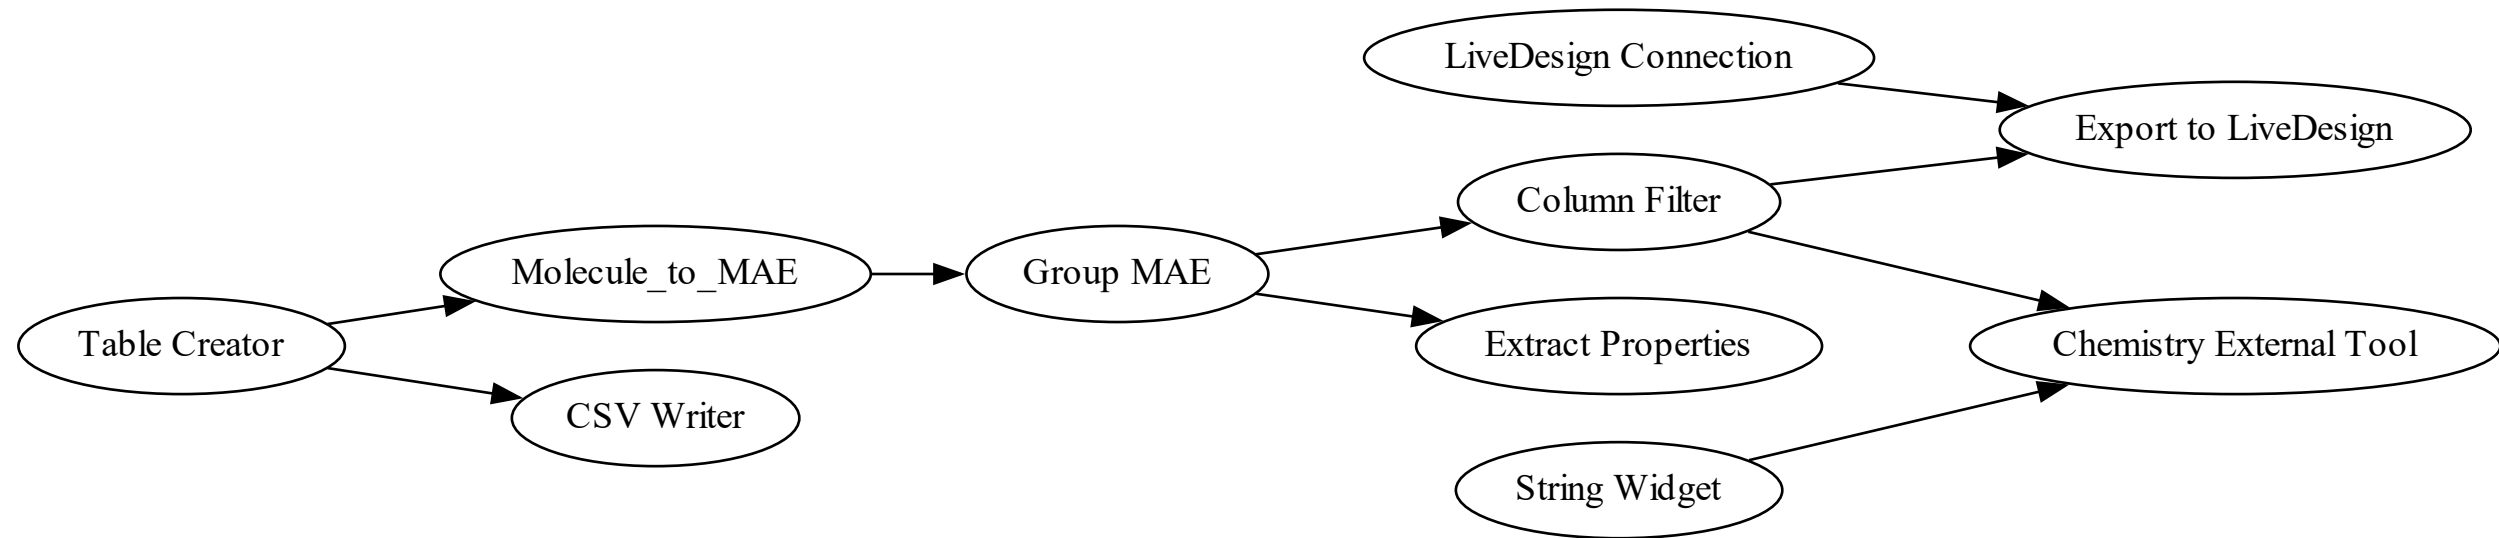 LiveDesign Connection
Export to LiveDesign
Column Filter
Molecule_to_MAE
Group MAE
Table Creator
Extract Properties
Chemistry External Tool
CSV Writer
String Widget